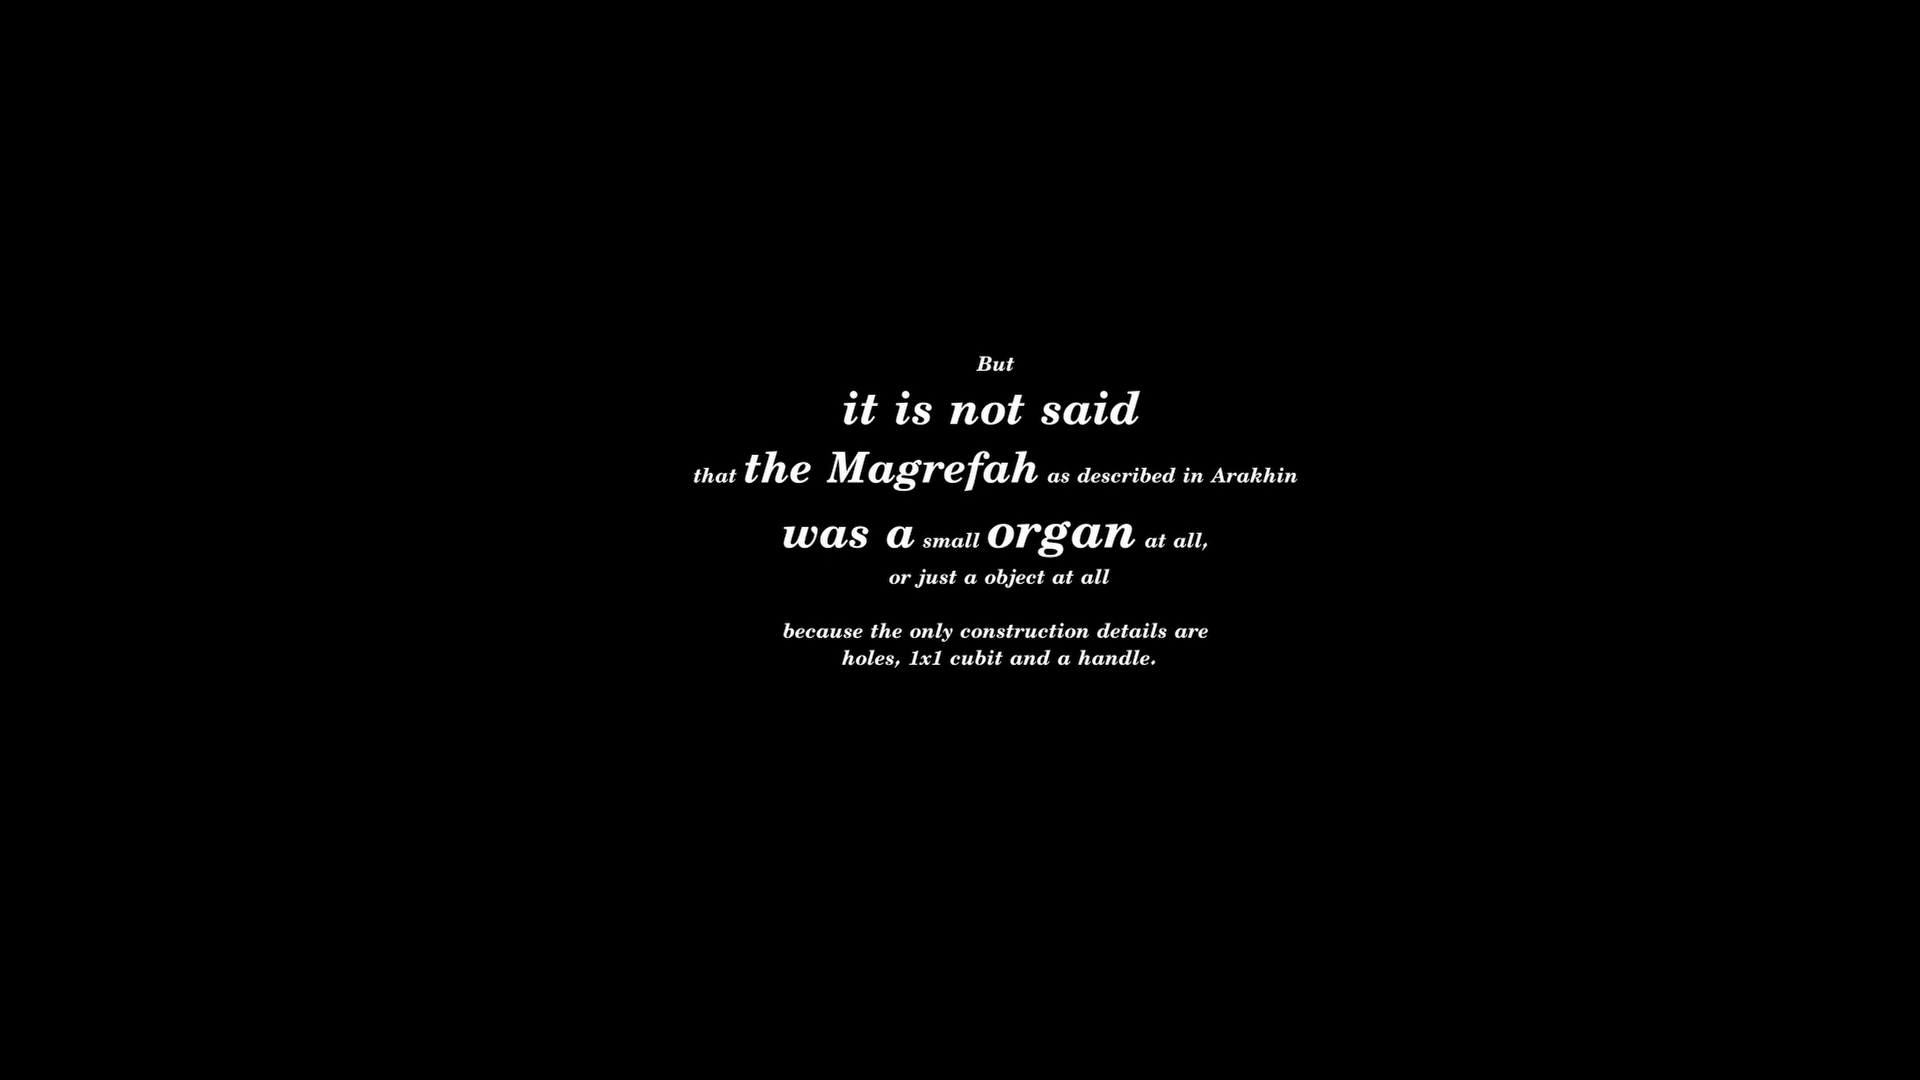 But
it is not said
that the Magrefah as described in Arakhin
was a small organ at all,
or just a object at all
because the only construction details are
holes, 1x1 cubit and a handle.